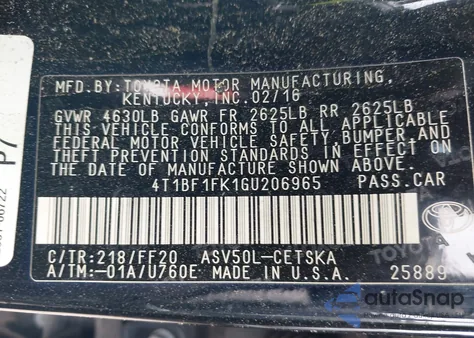 MFD.BY:TOYOTA MOTOR MANUFACTURING,
KENTUCKY, INC. 02/16
GVWR 4630LB GAWR FR 2625LB RR 2625LB
THIS VEHICLE CONFORMS TO ALL APPLICABLE
FEDERAL MOTOR VEHICLE SAFETY,BUMPER,AND
THEFT PREVENTION STANDARDS IN EFFECT ON
THE DATE OF MANUFACTURE SHOWN ABOVE.
4T1BF1FK1GU206965 PASS.CAR
C/TR:218/FF20 ASV50L-CETSKA
A/TM:-01A/U760E MADE IN U.S.A. 25889
P7
TOYOTA
autoSnap